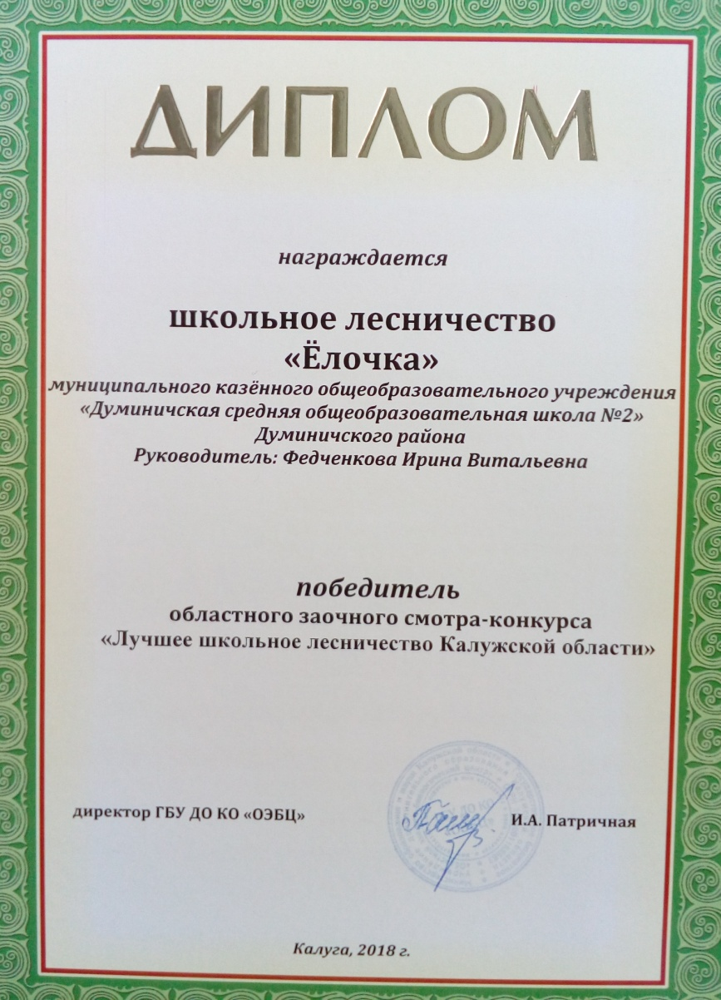 ДИПЛОМ
награждается
школьное лесничество
«Ёлочка»
муниципального казённого общеобразовательного учреждения
«Думиничская средняя общеобразовательная школа №2»
Думиничского района
Руководитель: Федченкова Ирина Витальевна
победитель
областного заочного смотра-конкурса
«Лучшее школьное лесничество Калужской области»
директор ГБУ ДО КО «ОЭБЦ» И.А. Патричная
Калуга, 2018 г.